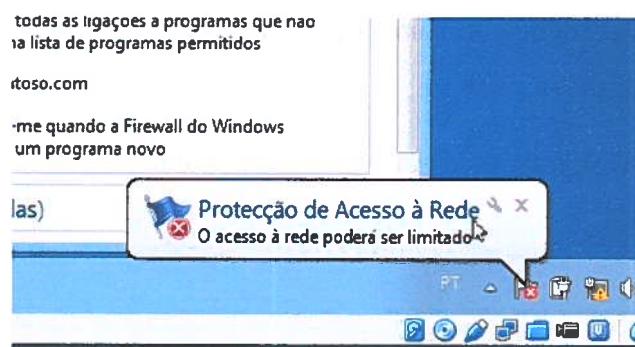 todas as ligações a programas que não
na lista de programas permitidos
itoso.com
-me quando a Firewall do Windows
um programa novo
las)
Protecção de Acesso à Rede
O acesso à rede poderá ser limitado
PT